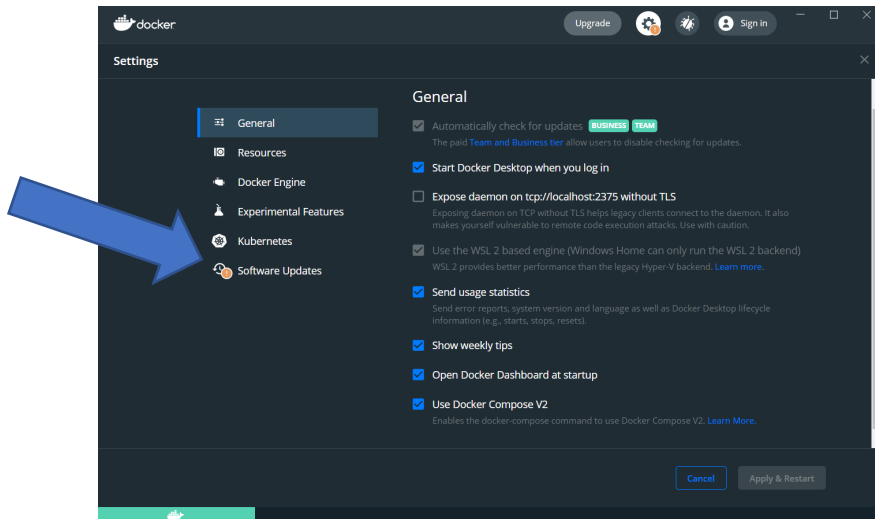 docker
Upgrade
Sign in
Settings
General
Resources
Docker Engine
Experimental Features
Kubernetes
Software Updates
General
Automatically check for updates BUSINESS TEAM
The paid Team and Business tier allow users to disable checking for updates.
Start Docker Desktop when you log in
Expose daemon on tcp://localhost:2375 without TLS
Exposing daemon on TCP without TLS helps legacy clients connect to the daemon. It also
makes yourself vulnerable to remote code execution attacks. Use with caution.
Use the WSL 2 based engine (Windows Home can only run the WSL 2 backend)
WSL 2 provides better performance than the legacy Hyper-V backend. Learn more.
Send usage statistics
Send error reports, system version and language as well as Docker Desktop lifecycle
information (e.g., starts, stops, resets).
Show weekly tips
Open Docker Dashboard at startup
Use Docker Compose V2
Enables the docker-compose command to use Docker Compose V2. Learn More.
Cancel
Apply & Restart